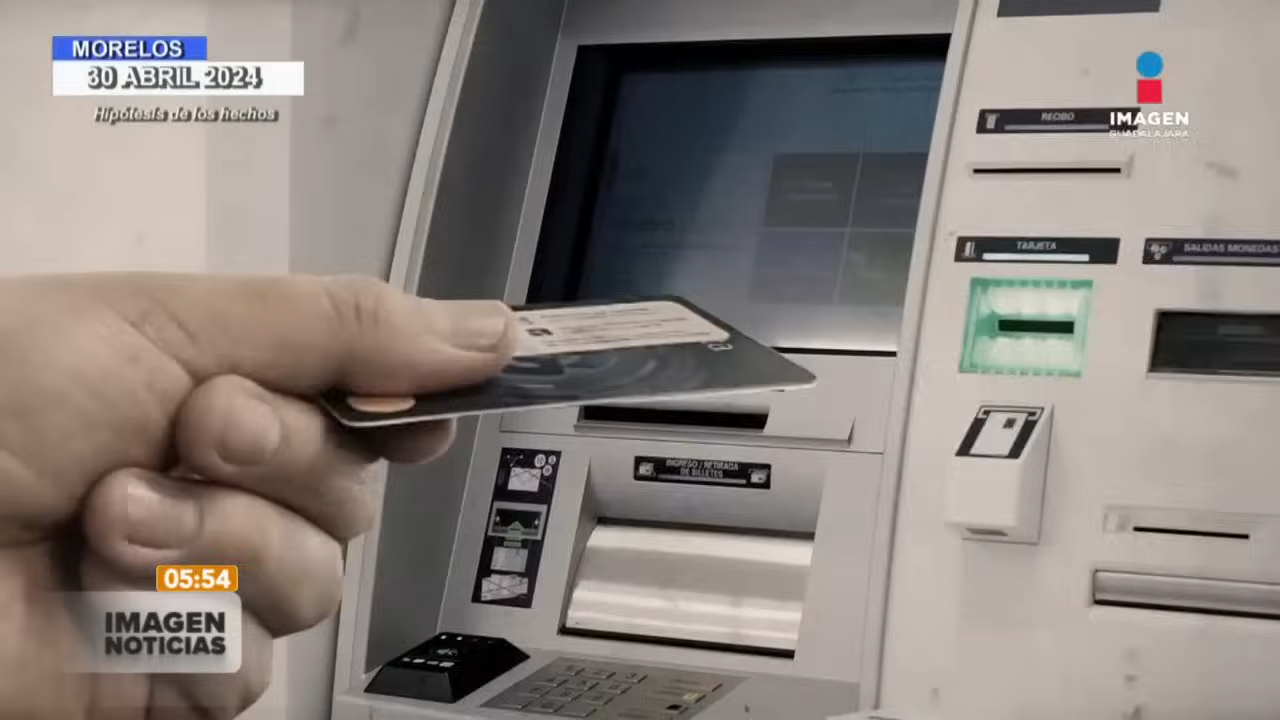 MORELOS
30 ABRIL 2024
Hipótesis de los hechos
IMAGEN
GUADALAJARA
RECIBO
TARJETA
SALIDAS MONEDAS
INGRESO / RETIRADA
DE BILLETES
05:54
IMAGEN
NOTICIAS